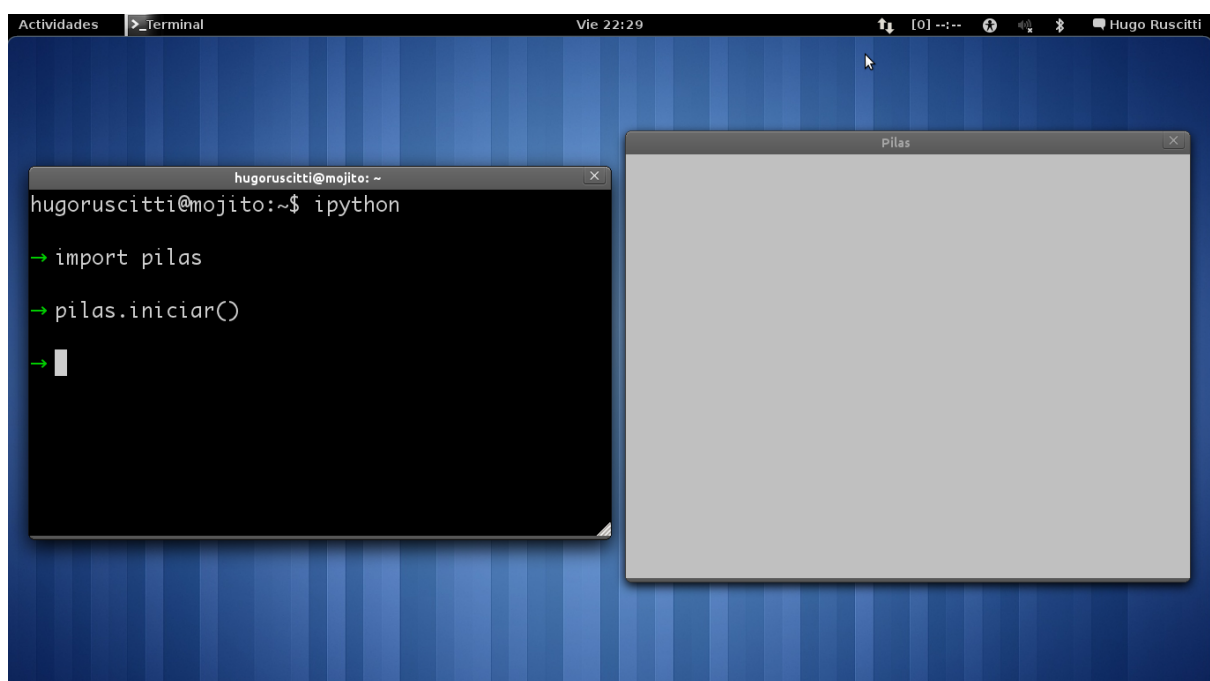 Actividades >_Terminal Vie 22:29 [0] --:-- Hugo Ruscitti
Pilas
hugoruscitti@mojito: ~
hugoruscitti@mojito:~$ ipython
→ import pilas
→ pilas.iniciar()
→